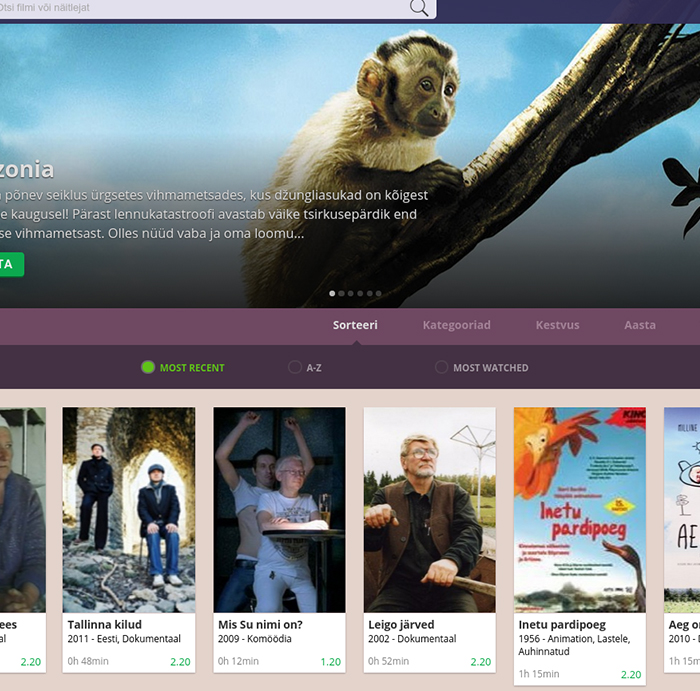 Otsi filmi või näitlejat
zonia
põnev seiklus ürgsetes vihmametsades, kus džungliasukad on kõigest
e kaugusel! Pärast lennukatastroofi avastab väike tsirkusepärdik end
se vihmametsast. Olles nüüd vaba ja oma loomu...
TA
Sorteeri Kategooriad Kestvus Aasta
MOST RECENT A-Z MOST WATCHED
KING
Inetu
pardipoeg
MILLINE
AE
ees Tallinna kilud Mis Su nimi on? Leigo järved Inetu pardipoeg Aeg o
al 2011 - Eesti, Dokumentaal 2009 - Komöödia 2002 - Dokumentaal 1956 - Animation, Lastele, 2010 -
Auhinnatud
2.20 0h 48min 2.20 0h 12min 1.20 0h 52min 2.20 1h 15min 2.20 1h 15m